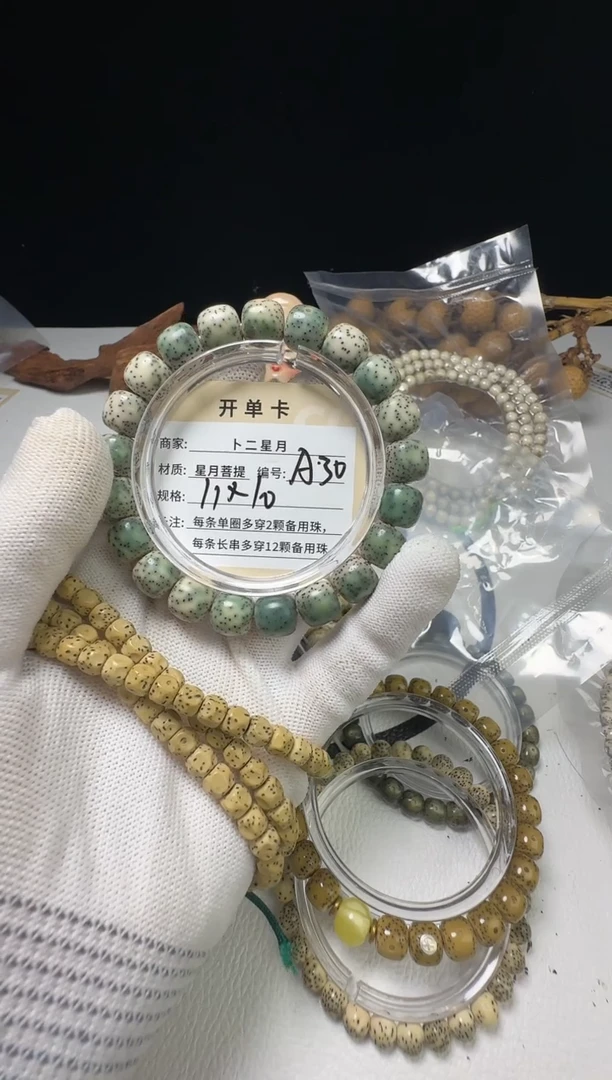 开单卡
商家: 卜二星月
材质: 星月菩提 编号: A30
规格: 11×10
注: 每条单圈多穿2颗备用珠,
每条长串多穿12颗备用珠